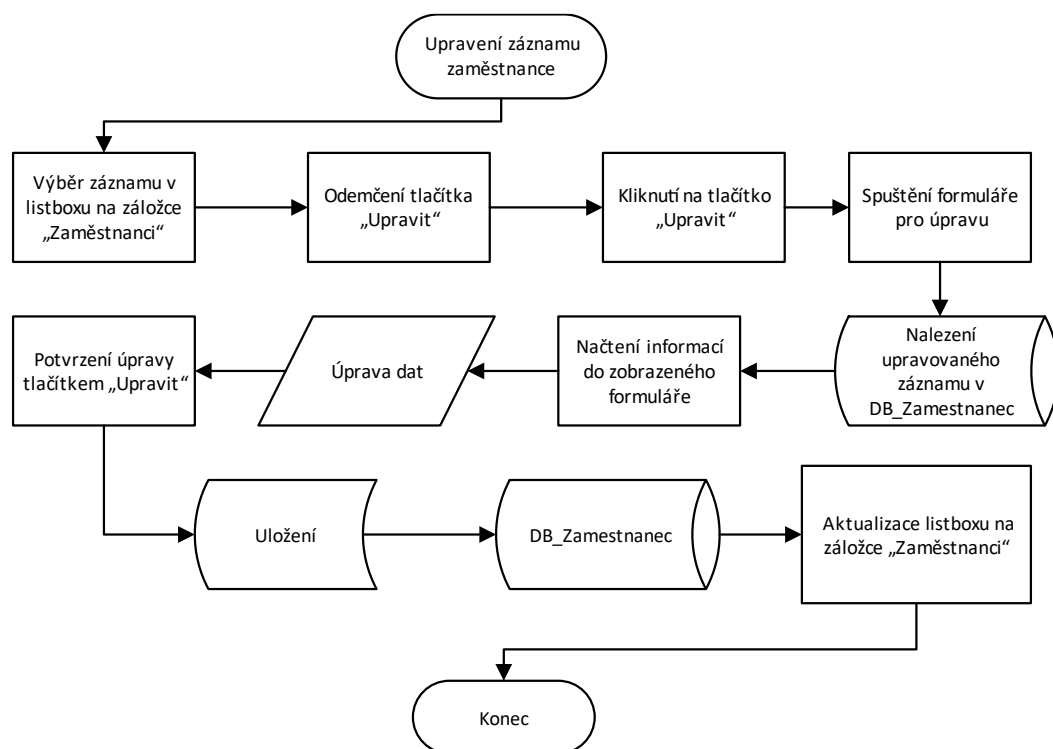 Upravení záznamu
zaměstnance
Výběr záznamu v
listboxu na záložce
„Zaměstnanci“
Odemčení tlačítka
„Upravit“
Kliknutí na tlačítko
„Upravit“
Spuštění formuláře
pro úpravu
Nalezení
upravovaného
záznamu v
DB_Zamestnanec
Načtení informací
do zobrazeného
formuláře
Úprava dat
Potvrzení úpravy
tlačítkem „Upravit“
Uložení
DB_Zamestnanec
Aktualizace listboxu na
záložce „Zaměstnanci“
Konec